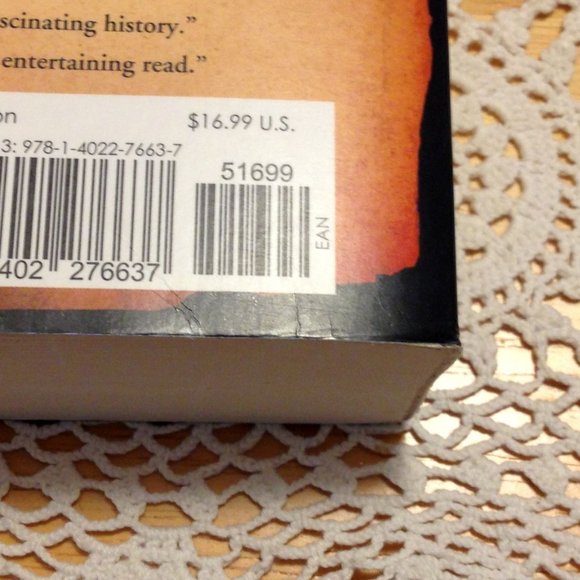 scinating history.”
entertaining read.”
on
$16.99 U.S.
3: 978-1-4022-7663-7
51699
EAN
402 276637